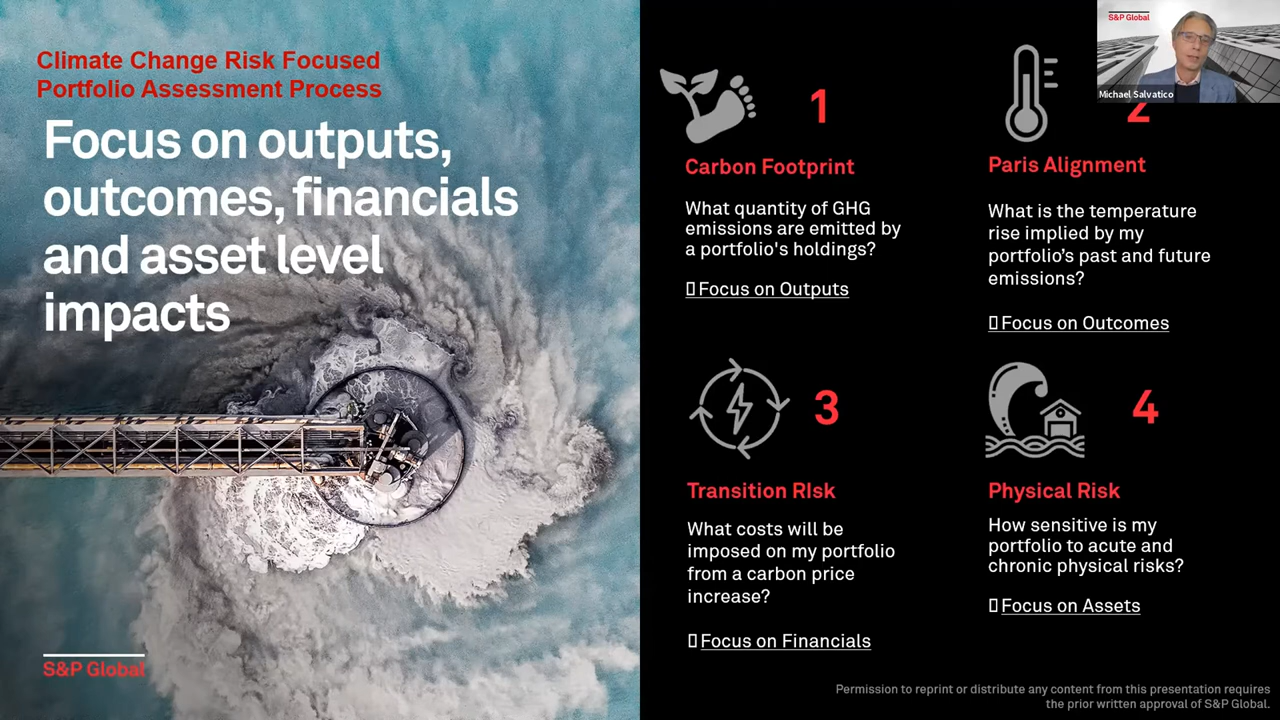 Climate Change Risk Focused
Portfolio Assessment Process
Focus on outputs,
outcomes, financials
and asset level
impacts
S&P Global
1
Carbon Footprint
What quantity of GHG
emissions are emitted by
a portfolio's holdings?
Focus on Outputs
2
Paris Alignment
What is the temperature
rise implied by my
portfolio’s past and future
emissions?
Focus on Outcomes
3
Transition RIsk
What costs will be
imposed on my portfolio
from a carbon price
increase?
Focus on Financials
4
Physical Risk
How sensitive is my
portfolio to acute and
chronic physical risks?
Focus on Assets
S&P Global
Michael Salvatico
Permission to reprint or distribute any content from this presentation requires
the prior written approval of S&P Global.